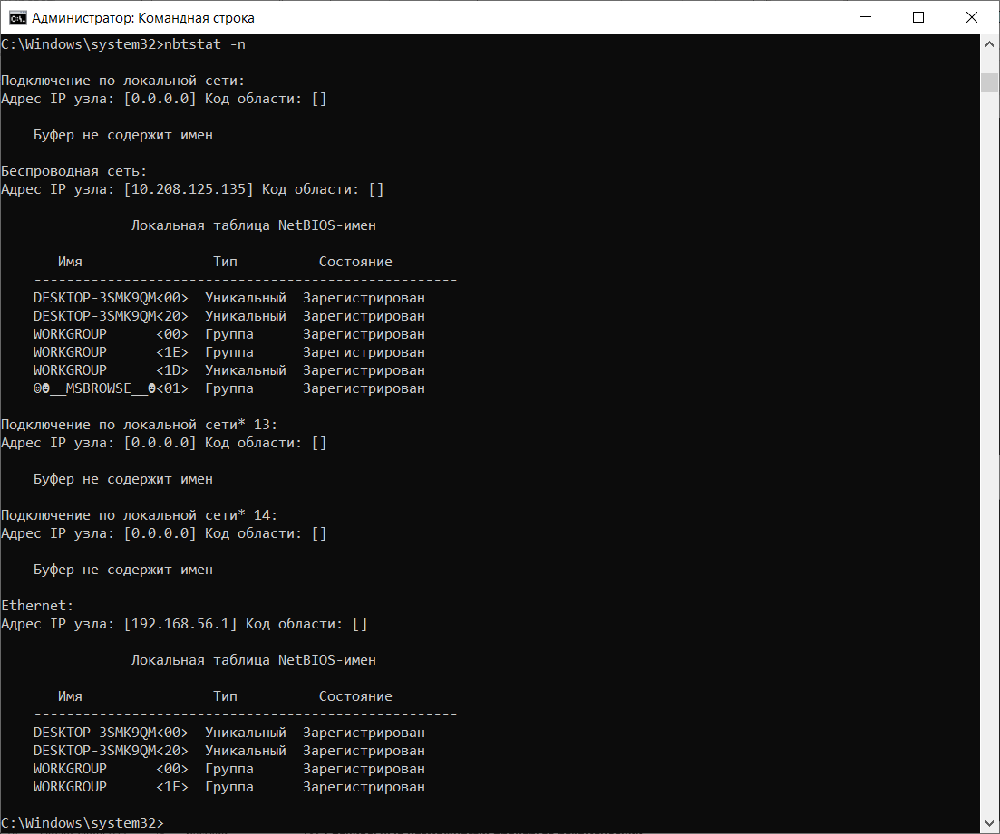 Администратор: Командная строка
C:\Windows\system32>nbtstat -n
Подключение по локальной сети:
Адрес IP узла: [0.0.0.0] Код области: []
Буфер не содержит имен
Беспроводная сеть:
Адрес IP узла: [10.208.125.135] Код области: []
Локальная таблица NetBIOS-имен
Имя Тип Состояние
----------------------------------------------------
DESKTOP-3SMK9QM<00> Уникальный Зарегистрирован
DESKTOP-3SMK9QM<20> Уникальный Зарегистрирован
WORKGROUP <00> Группа Зарегистрирован
WORKGROUP <1E> Группа Зарегистрирован
WORKGROUP <1D> Уникальный Зарегистрирован
☺☻__MSBROWSE__☻<01> Группа Зарегистрирован
Подключение по локальной сети* 13:
Адрес IP узла: [0.0.0.0] Код области: []
Буфер не содержит имен
Подключение по локальной сети* 14:
Адрес IP узла: [0.0.0.0] Код области: []
Буфер не содержит имен
Ethernet:
Адрес IP узла: [192.168.56.1] Код области: []
Локальная таблица NetBIOS-имен
Имя Тип Состояние
----------------------------------------------------
DESKTOP-3SMK9QM<00> Уникальный Зарегистрирован
DESKTOP-3SMK9QM<20> Уникальный Зарегистрирован
WORKGROUP <00> Группа Зарегистрирован
WORKGROUP <1E> Группа Зарегистрирован
C:\Windows\system32>